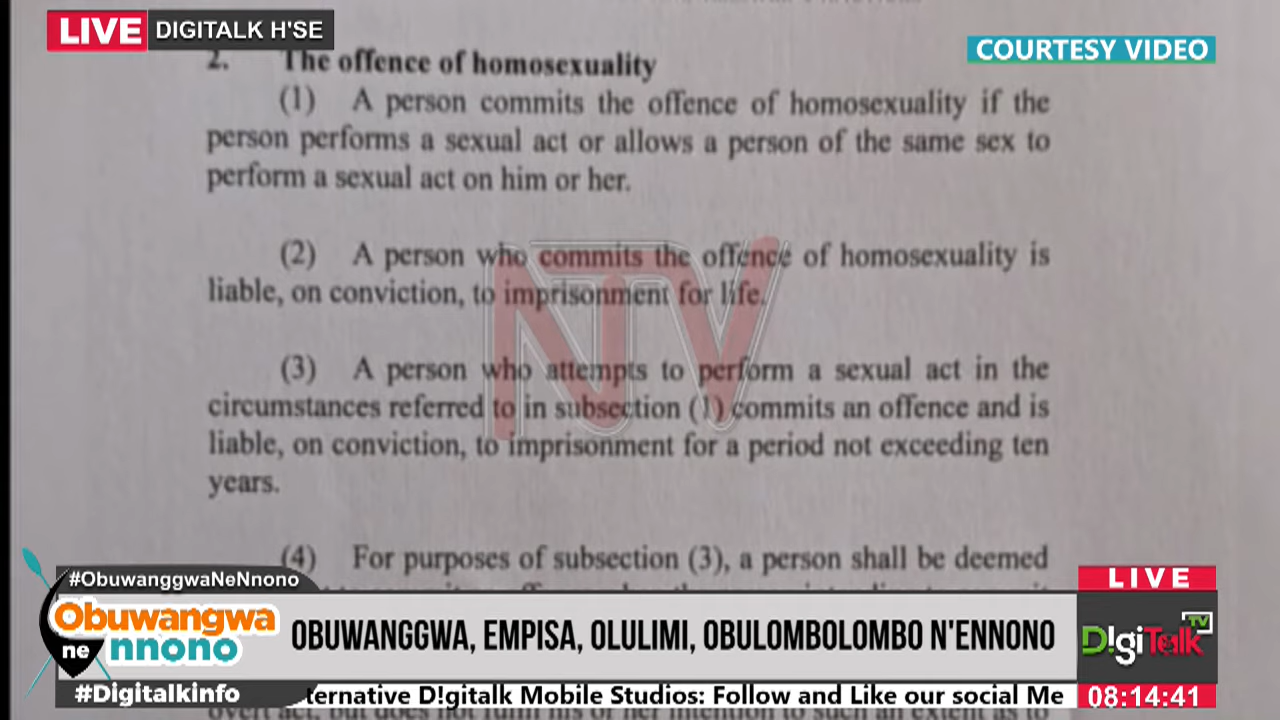 LIVE DIGITALK H'SE
COURTESY VIDEO
2. The offence of homosexuality
(1) A person commits the offence of homosexuality if the
person performs a sexual act or allows a person of the same sex to
perform a sexual act on him or her.
(2) A person who commits the offence of homosexuality is
liable, on conviction, to imprisonment for life.
NTV
(3) A person who attempts to perform a sexual act in the
circumstances referred to in subsection (1) commits an offence and is
liable, on conviction, to imprisonment for a period not exceeding ten
years.
(4) For purposes of subsection (3), a person shall be deemed
#ObuwanggwaNeNnono
Obuwangwa
ne nnono
OBUWANGGWA, EMPISA, OLULIMI, OBULOMBOLOMBO N'ENNONO
LIVE
D!giTalk TV
#Digitalkinfo
ternative D!gitalk Mobile Studios: Follow and Like our social Me
08:14:41